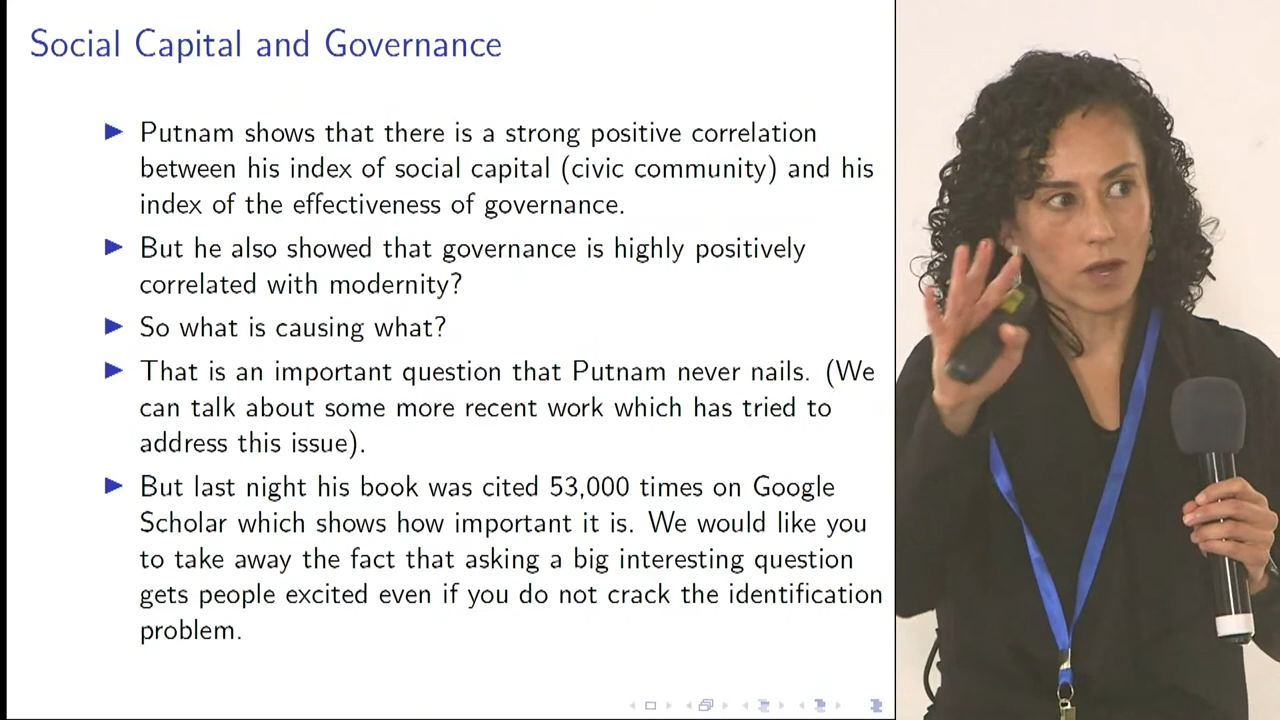 Social Capital and Governance
Putnam shows that there is a strong positive correlation
between his index of social capital (civic community) and his
index of the effectiveness of governance.
But he also showed that governance is highly positively
correlated with modernity?
So what is causing what?
That is an important question that Putnam never nails. (We
can talk about some more recent work which has tried to
address this issue).
But last night his book was cited 53,000 times on Google
Scholar which shows how important it is. We would like you
to take away the fact that asking a big interesting question
gets people excited even if you do not crack the identification
problem.